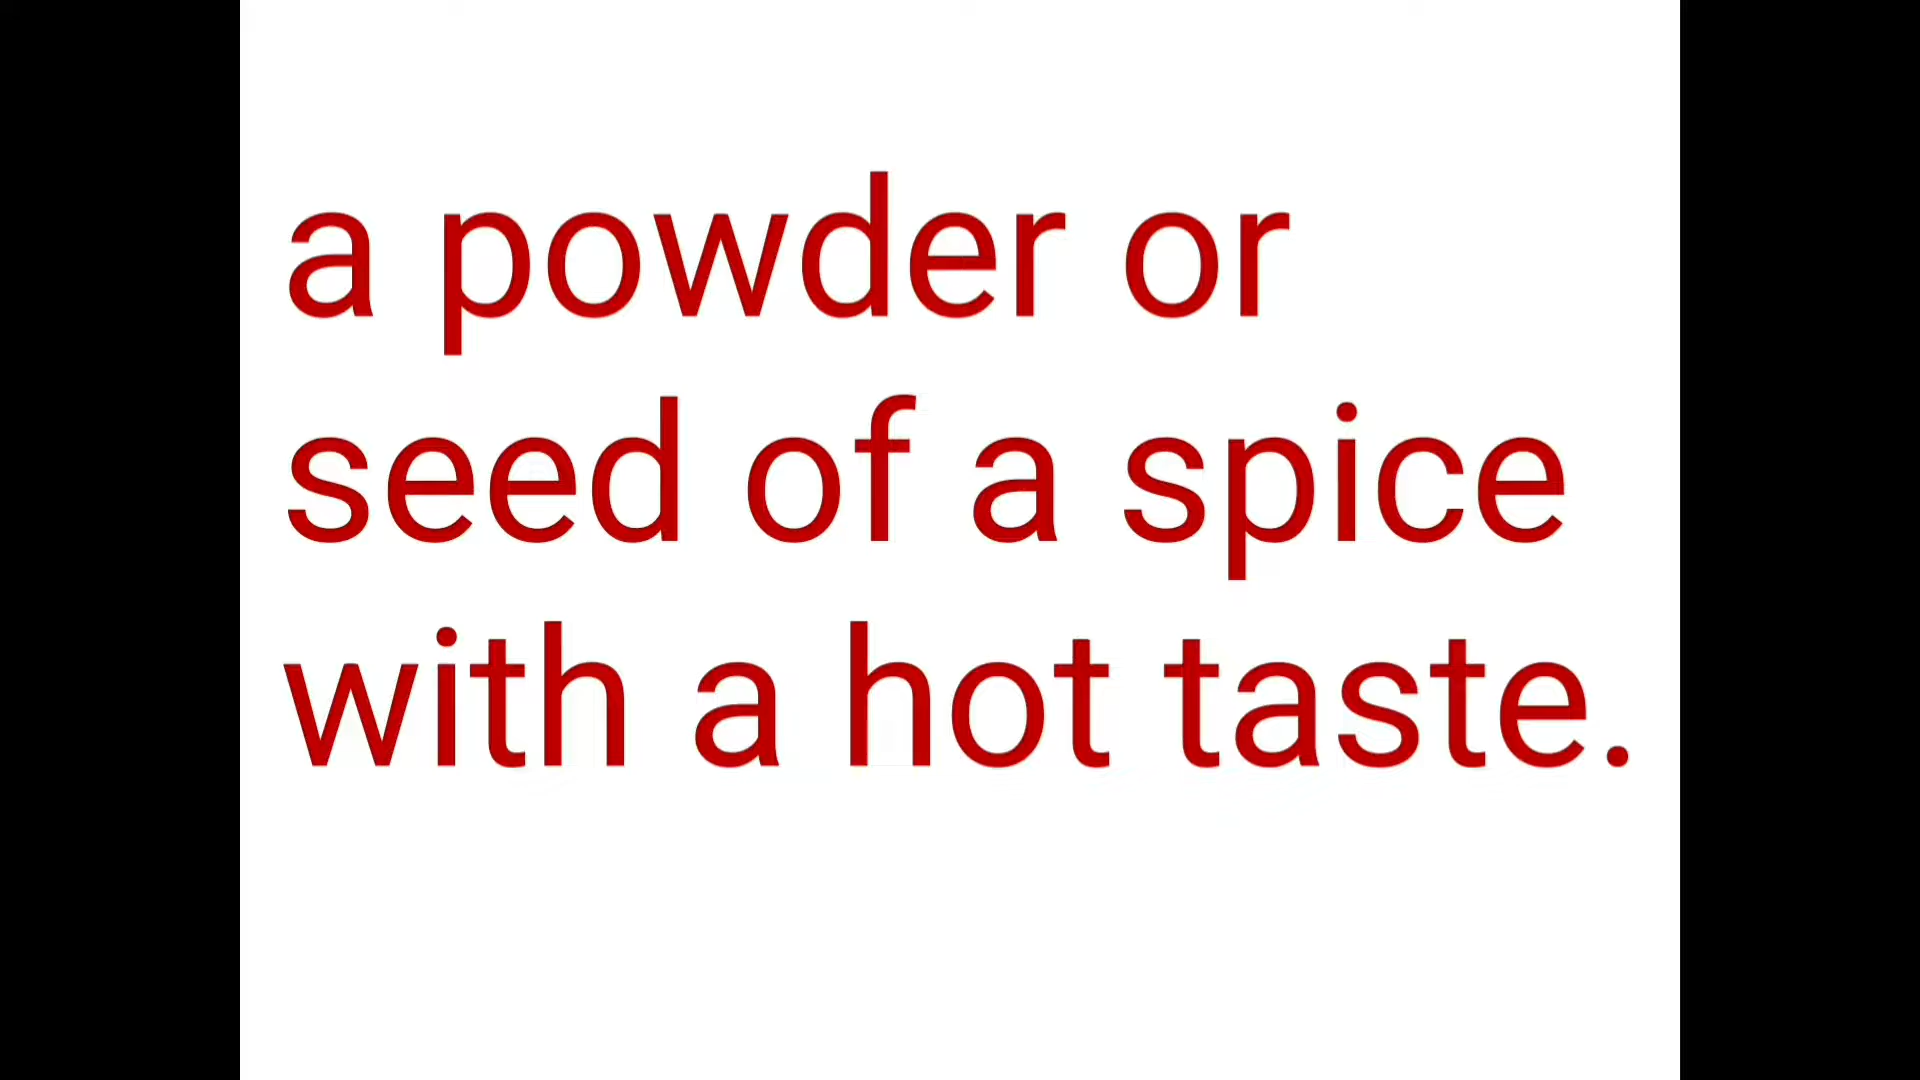 a powder or
seed of a spice
with a hot taste.